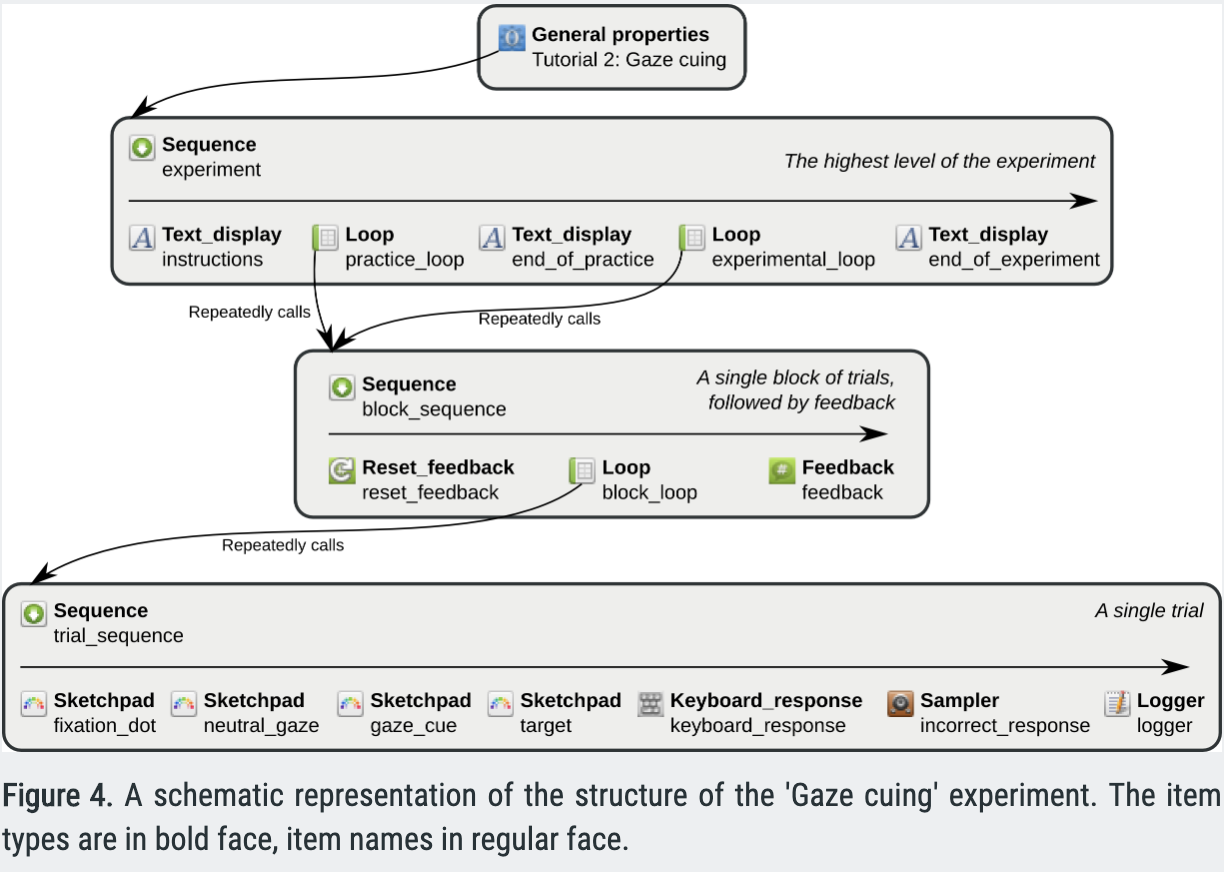 General properties
Tutorial 2: Gaze cuing
Sequence
experiment
The highest level of the experiment
Text_display
instructions
Loop
practice_loop
Text_display
end_of_practice
Loop
experimental_loop
Text_display
end_of_experiment
Repeatedly calls
Repeatedly calls
Sequence
block_sequence
A single block of trials,
followed by feedback
Reset_feedback
reset_feedback
Loop
block_loop
Feedback
feedback
Repeatedly calls
Sequence
trial_sequence
A single trial
Sketchpad
fixation_dot
Sketchpad
neutral_gaze
Sketchpad
gaze_cue
Sketchpad
target
Keyboard_response
keyboard_response
Sampler
incorrect_response
Logger
logger
Figure 4. A schematic representation of the structure of the 'Gaze cuing' experiment. The item
types are in bold face, item names in regular face.